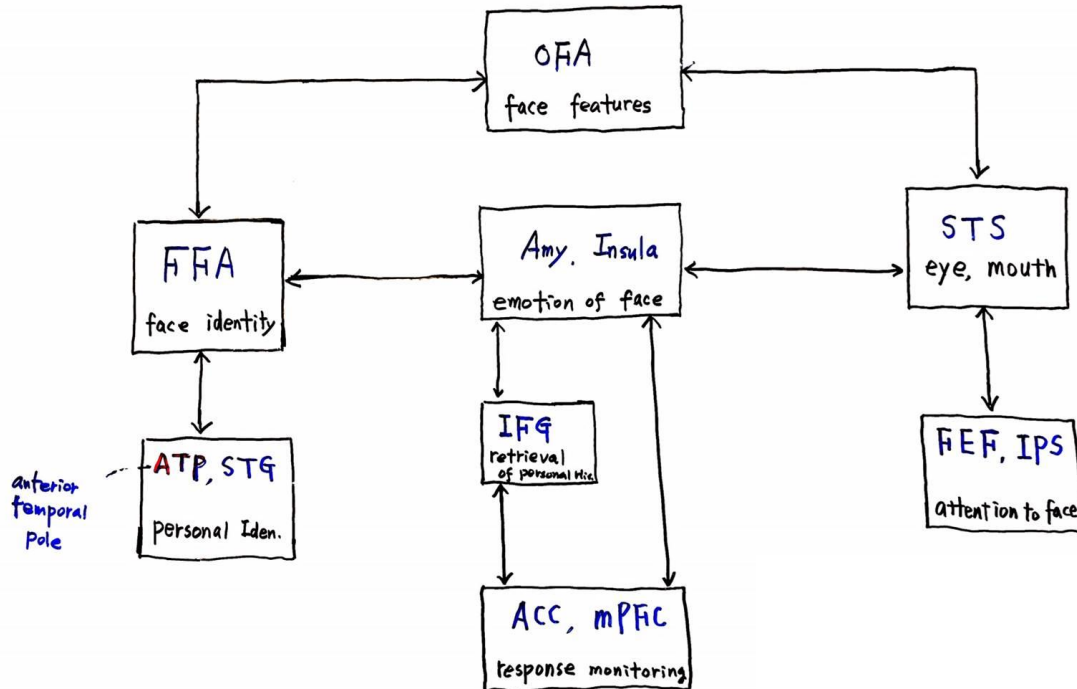 OFA
face features
FFA
face identity
Amy, Insula
emotion of face
STS
eye, mouth
IFG
retrieval
of personal His.
ATP, STG
personal Iden.
anterior
temporal
pole
FEF, IPS
attention to face
ACC, mPFC
response monitoring